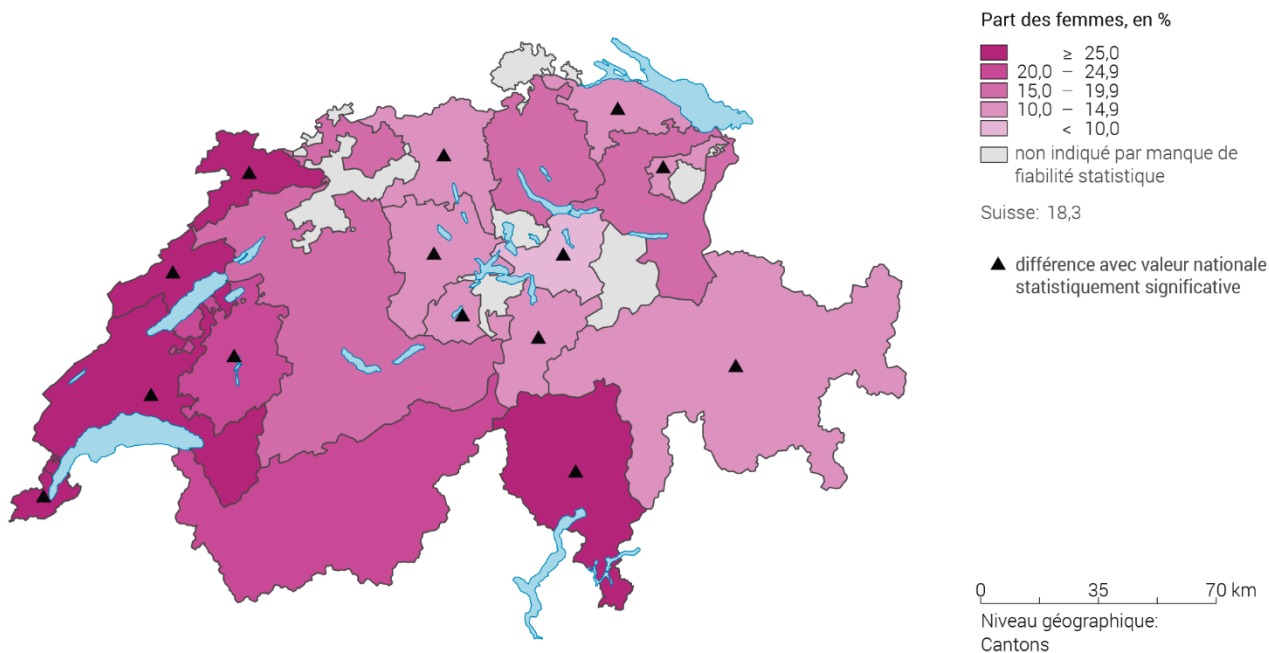 Part des femmes, en %
≥ 25,0
20,0 – 24,9
15,0 – 19,9
10,0 – 14,9
< 10,0
non indiqué par manque de
fiabilité statistique
Suisse: 18,3
▲ différence avec valeur nationale
statistiquement significative
0 35 70 km
Niveau géographique:
Cantons